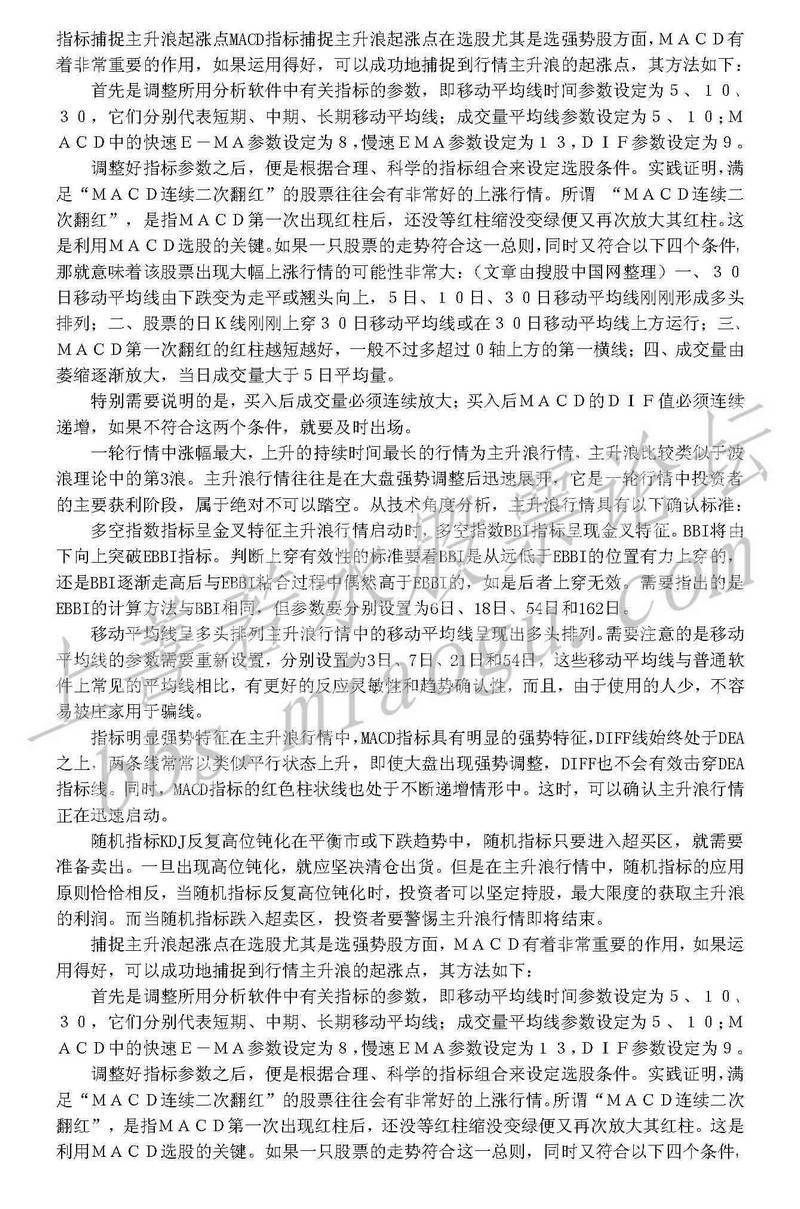 指标捕捉主升浪起涨点MACD指标捕捉主升浪起涨点在选股尤其是选强势股方面,ＭＡＣＤ有
着非常重要的作用，如果运用得好，可以成功地捕捉到行情主升浪的起涨点，其方法如下：
首先是调整所用分析软件中有关指标的参数，即移动平均线时间参数设定为５、１０、
３０，它们分别代表短期、中期、长期移动平均线；成交量平均线参数设定为５、１０;Ｍ
ＡＣＤ中的快速Ｅ－ＭＡ参数设定为８,慢速ＥＭＡ参数设定为１３,ＤＩＦ参数设定为９。
调整好指标参数之后，便是根据合理、科学的指标组合来设定选股条件。实践证明,满
足“ＭＡＣＤ连续二次翻红”的股票往往会有非常好的上涨行情。所谓 “ＭＡＣＤ连续二
次翻红”，是指ＭＡＣＤ第一次出现红柱后，还没等红柱缩没变绿便又再次放大其红柱。这
是利用ＭＡＣＤ选股的关键。如果一只股票的走势符合这一总则,同时又符合以下四个条件,
那就意味着该股票出现大幅上涨行情的可能性非常大：（文章由搜股中国网整理）一、３０
日移动平均线由下跌变为走平或翘头向上，５日、１０日、３０日移动平均线刚刚形成多头
排列；二、股票的日Ｋ线刚刚上穿３０日移动平均线或在３０日移动平均线上方运行；三、
ＭＡＣＤ第一次翻红的红柱越短越好，一般不过多超过０轴上方的第一横线；四、成交量由
萎缩逐渐放大，当日成交量大于５日平均量。
特别需要说明的是，买入后成交量必须连续放大；买入后ＭＡＣＤ的ＤＩＦ值必须连续
递增，如果不符合这两个条件，就要及时出场。
一轮行情中涨幅最大，上升的持续时间最长的行情为主升浪行情，主升浪比较类似于波
浪理论中的第3浪。主升浪行情往往是在大盘强势调整后迅速展开，它是一轮行情中投资者
的主要获利阶段，属于绝对不可以踏空。从技术角度分析，主升浪行情具有以下确认标准：
多空指数指标呈金叉特征主升浪行情启动时，多空指数BBI指标呈现金叉特征。BBI将由
下向上突破EBBI指标。判断上穿有效性的标准要看BBI是从远低于EBBI的位置有力上穿的，
还是BBI逐渐走高后与EBBI粘合过程中偶然高于EBBI的，如是后者上穿无效。需要指出的是
EBBI的计算方法与BBI相同，但参数要分别设置为6日、18日、54日和162日。
移动平均线呈多头排列主升浪行情中的移动平均线呈现出多头排列。需要注意的是移动
平均线的参数需要重新设置，分别设置为3日、7日、21日和54日，这些移动平均线与普通软
件上常见的平均线相比，有更好的反应灵敏性和趋势确认性，而且，由于使用的人少，不容
易被庄家用于骗线。
指标明显强势特征在主升浪行情中,MACD指标具有明显的强势特征,DIFF线始终处于DEA
之上，两条线常常以类似平行状态上升，即使大盘出现强势调整，DIFF也不会有效击穿DEA
指标线。同时，MACD指标的红色柱状线也处于不断递增情形中。这时，可以确认主升浪行情
正在迅速启动。
随机指标KDJ反复高位钝化在平衡市或下跌趋势中，随机指标只要进入超买区，就需要
准备卖出。一旦出现高位钝化，就应坚决清仓出货。但是在主升浪行情中，随机指标的应用
原则恰恰相反，当随机指标反复高位钝化时，投资者可以坚定持股，最大限度的获取主升浪
的利润。而当随机指标跌入超卖区，投资者要警惕主升浪行情即将结束。
捕捉主升浪起涨点在选股尤其是选强势股方面，ＭＡＣＤ有着非常重要的作用，如果运
用得好，可以成功地捕捉到行情主升浪的起涨点，其方法如下：
首先是调整所用分析软件中有关指标的参数，即移动平均线时间参数设定为５、１０、
３０，它们分别代表短期、中期、长期移动平均线；成交量平均线参数设定为５、１０;Ｍ
ＡＣＤ中的快速Ｅ－ＭＡ参数设定为８,慢速ＥＭＡ参数设定为１３,ＤＩＦ参数设定为９。
调整好指标参数之后，便是根据合理、科学的指标组合来设定选股条件。实践证明,满
足“ＭＡＣＤ连续二次翻红”的股票往往会有非常好的上涨行情。所谓“ＭＡＣＤ连续二次
翻红”，是指ＭＡＣＤ第一次出现红柱后，还没等红柱缩没变绿便又再次放大其红柱。这是
利用ＭＡＣＤ选股的关键。如果一只股票的走势符合这一总则，同时又符合以下四个条件,
上善若水股票论坛
bbs.miaogu.com